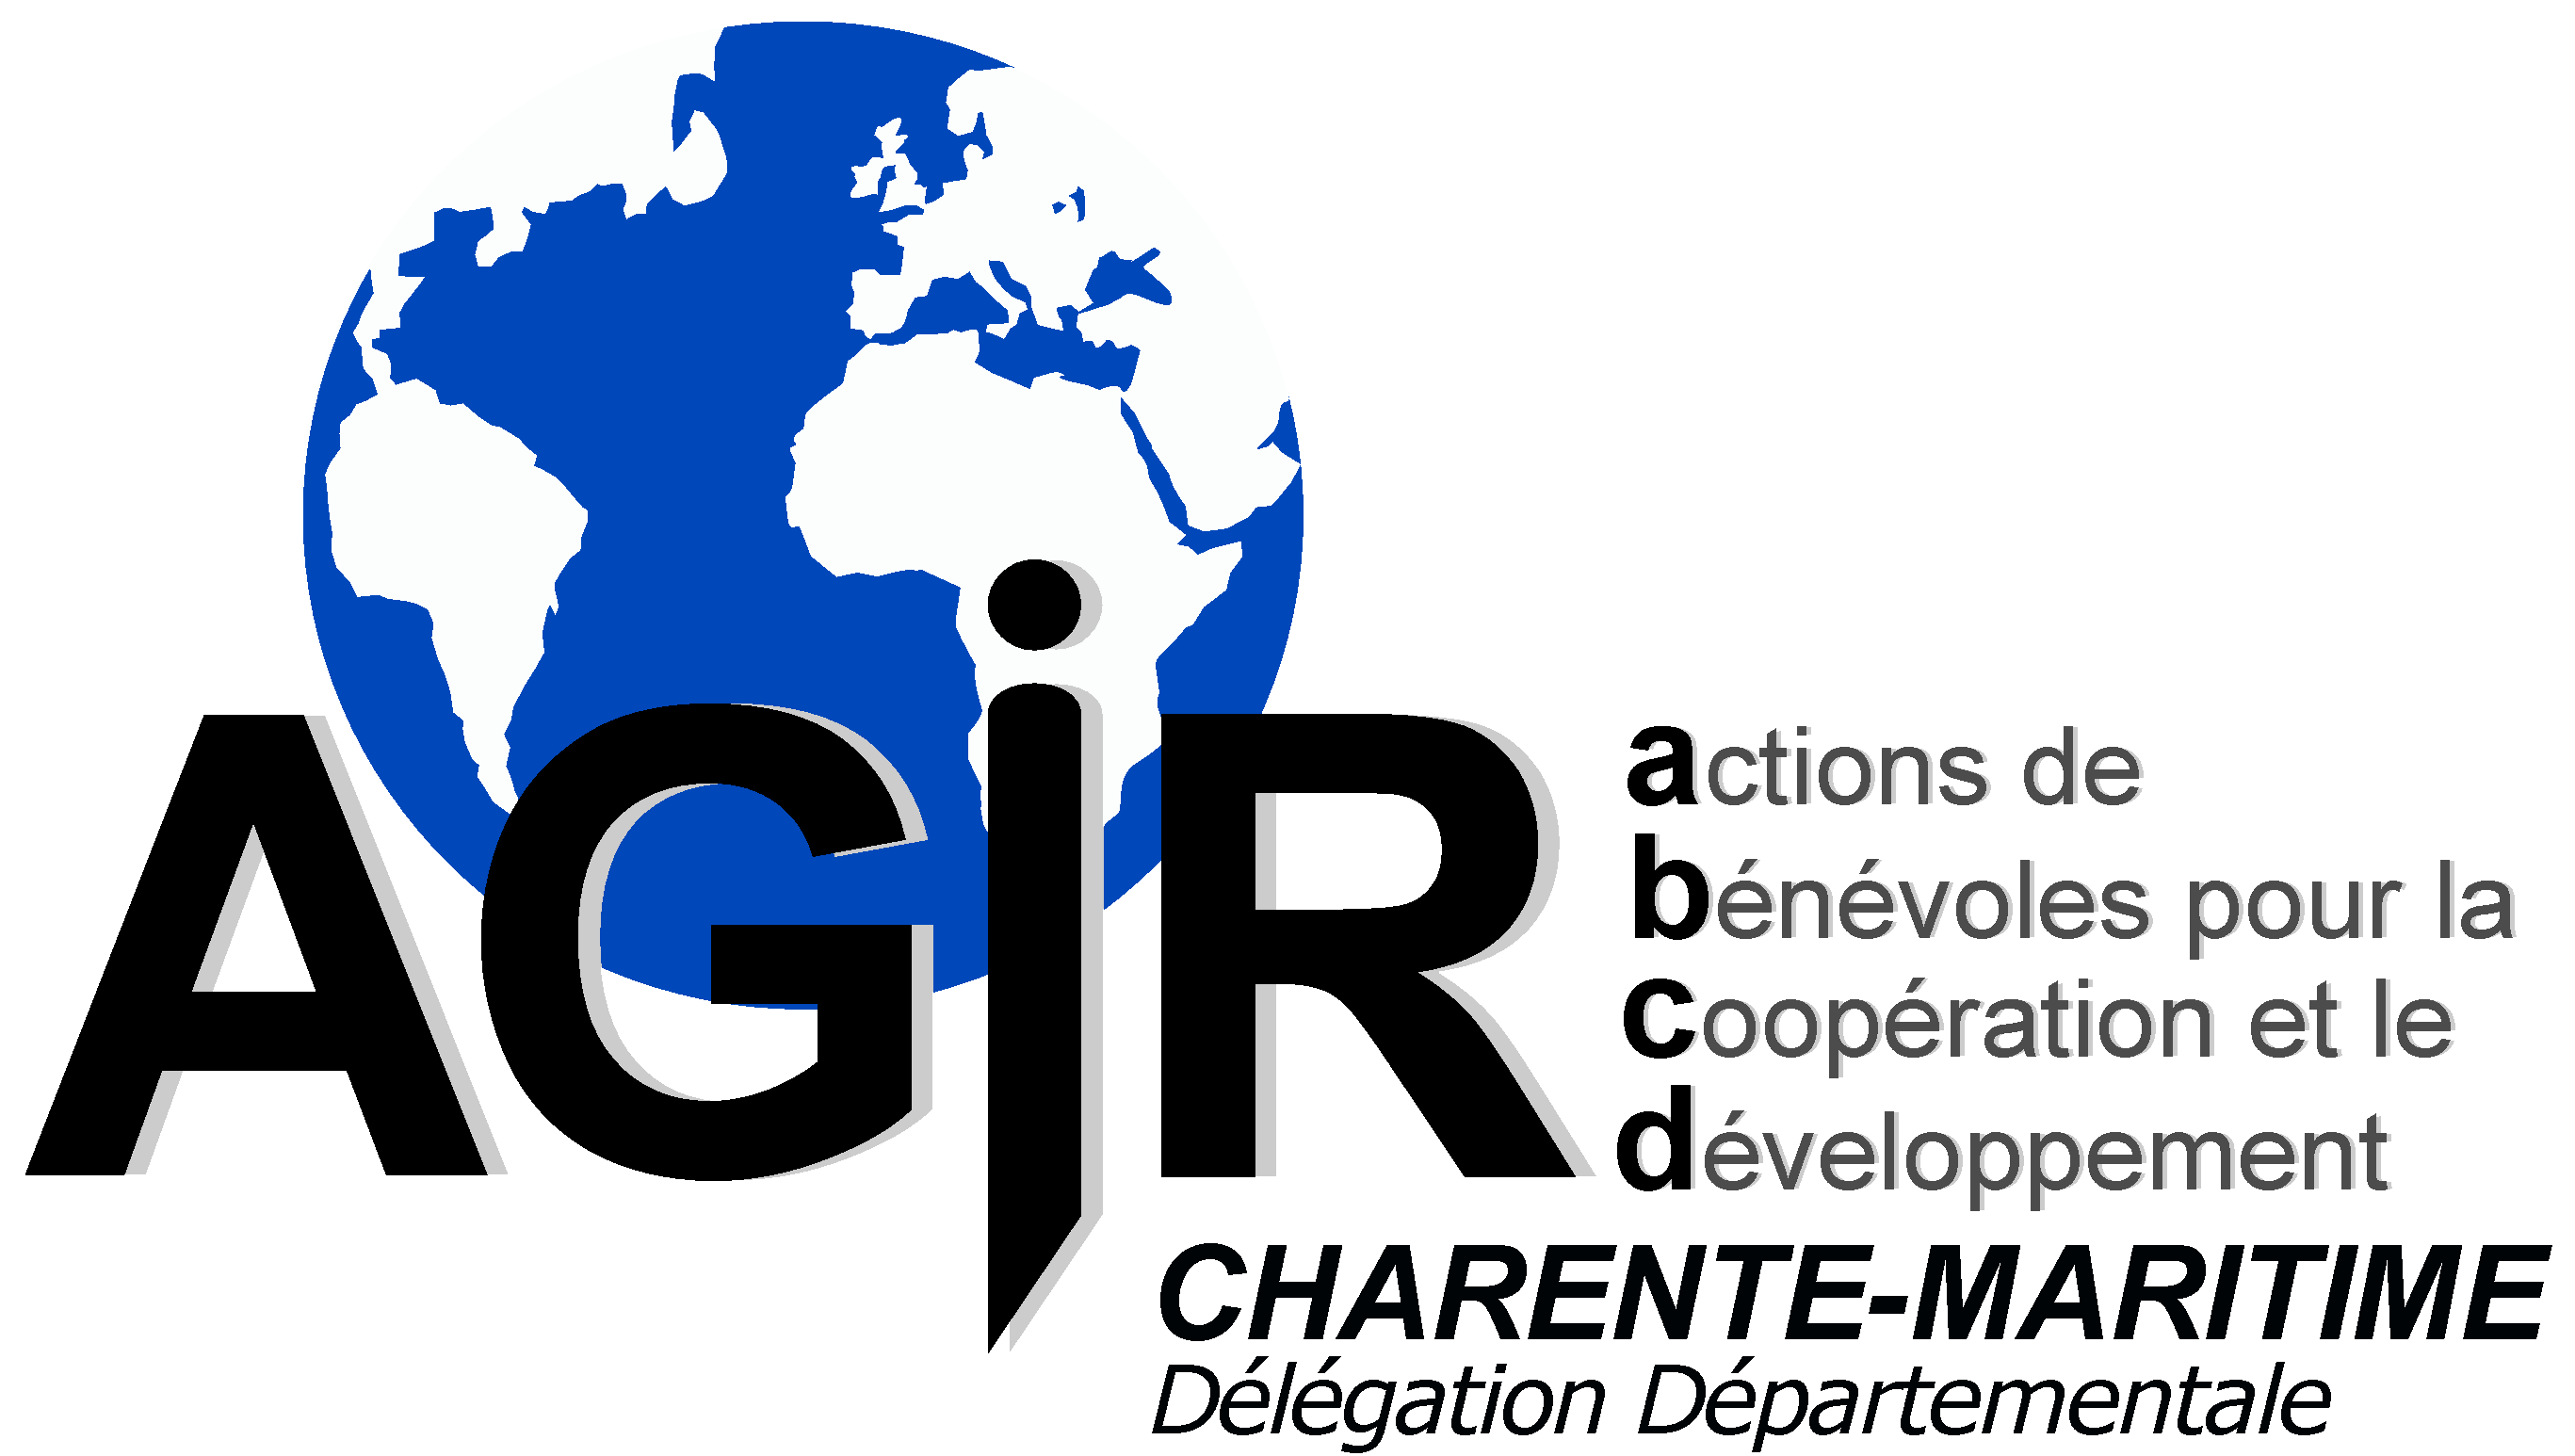 AGiR
actions de
bénévoles pour la
coopération et le
développement
CHARENTE-MARITIME
Délégation Départementale